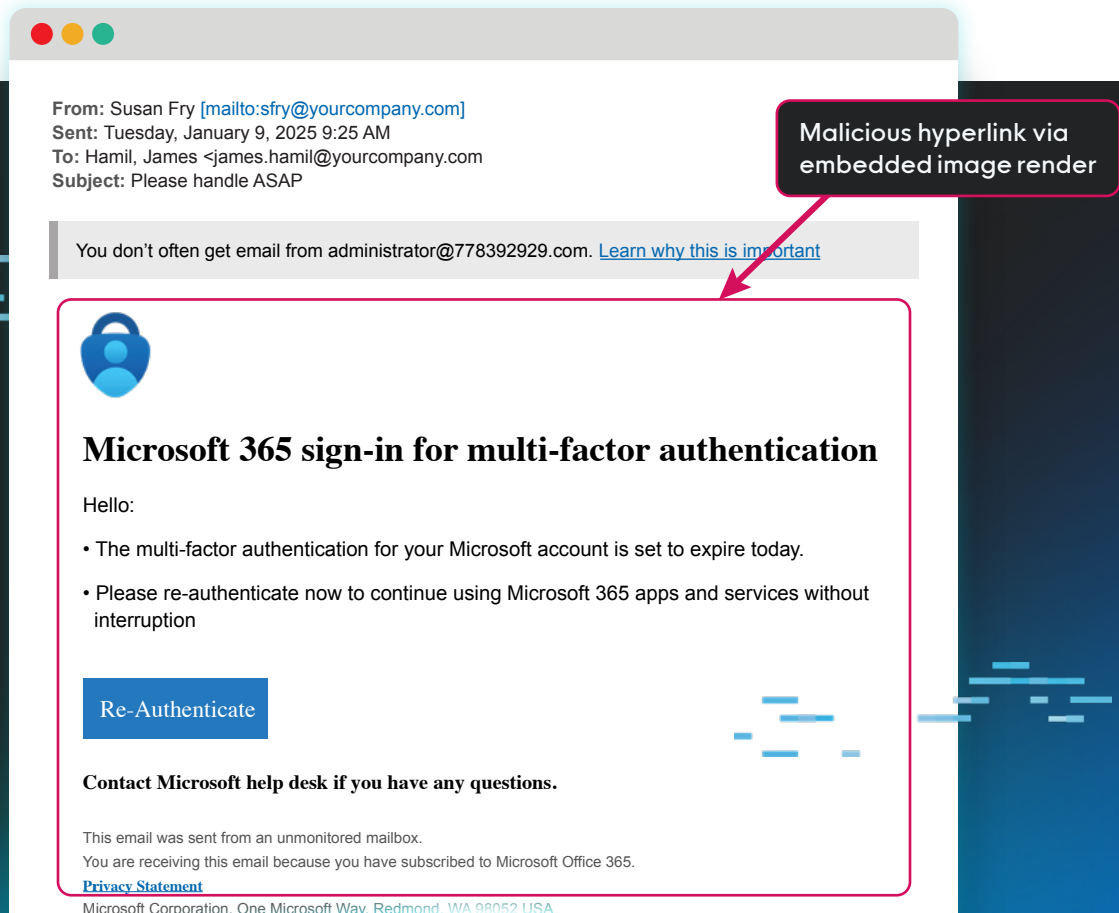 From: Susan Fry [mailto:sfry@yourcompany.com]
Sent: Tuesday, January 9, 2025 9:25 AM
To: Hamil, James <james.hamil@yourcompany.com
Subject: Please handle ASAP
Malicious hyperlink via
embedded image render
You don’t often get email from administrator@778392929.com. Learn why this is important
Microsoft 365 sign-in for multi-factor authentication
Hello:
• The multi-factor authentication for your Microsoft account is set to expire today.
• Please re-authenticate now to continue using Microsoft 365 apps and services without
interruption
Re-Authenticate
Contact Microsoft help desk if you have any questions.
This email was sent from an unmonitored mailbox.
You are receiving this email because you have subscribed to Microsoft Office 365.
Privacy Statement
Microsoft Corporation, One Microsoft Way, Redmond, WA 98052 USA